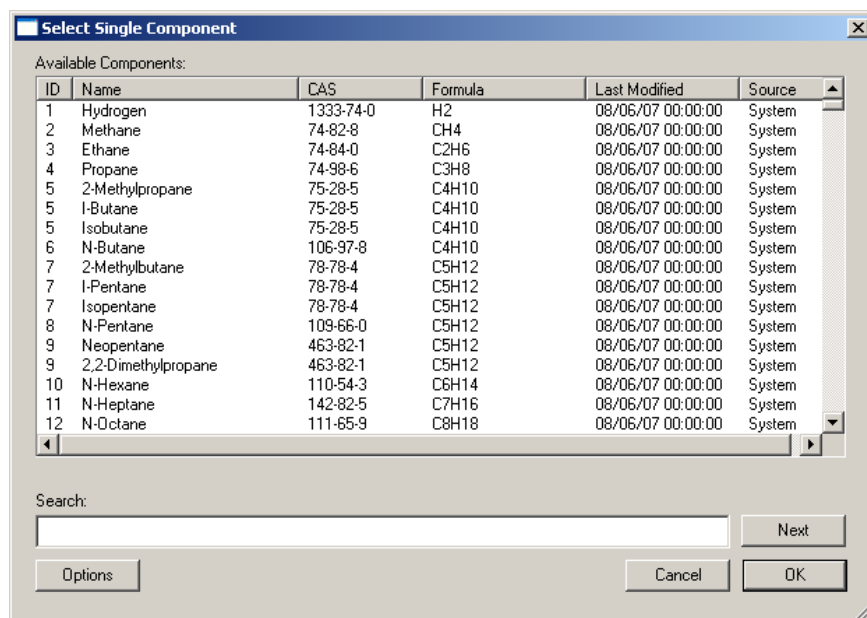 Select Single Component
Available Components:
ID Name CAS Formula Last Modified Source
1 Hydrogen 1333-74-0 H2 08/06/07 00:00:00 System
2 Methane 74-82-8 CH4 08/06/07 00:00:00 System
3 Ethane 74-84-0 C2H6 08/06/07 00:00:00 System
4 Propane 74-98-6 C3H8 08/06/07 00:00:00 System
5 2-Methylpropane 75-28-5 C4H10 08/06/07 00:00:00 System
5 I-Butane 75-28-5 C4H10 08/06/07 00:00:00 System
5 Isobutane 75-28-5 C4H10 08/06/07 00:00:00 System
6 N-Butane 106-97-8 C4H10 08/06/07 00:00:00 System
7 2-Methylbutane 78-78-4 C5H12 08/06/07 00:00:00 System
7 I-Pentane 78-78-4 C5H12 08/06/07 00:00:00 System
7 Isopentane 78-78-4 C5H12 08/06/07 00:00:00 System
8 N-Pentane 109-66-0 C5H12 08/06/07 00:00:00 System
9 Neopentane 463-82-1 C5H12 08/06/07 00:00:00 System
9 2,2-Dimethylpropane 463-82-1 C5H12 08/06/07 00:00:00 System
10 N-Hexane 110-54-3 C6H14 08/06/07 00:00:00 System
11 N-Heptane 142-82-5 C7H16 08/06/07 00:00:00 System
12 N-Octane 111-65-9 C8H18 08/06/07 00:00:00 System
Search:
Next
Options Cancel OK